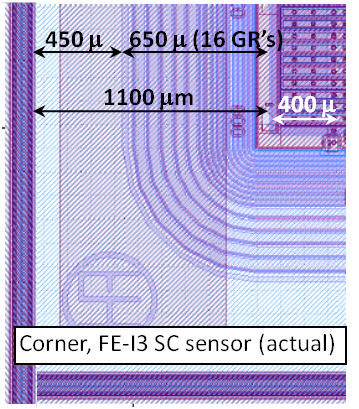 450 µ 650 µ (16 GR's)
1100 µm
400 µ
Corner, FE-I3 SC sensor (actual)